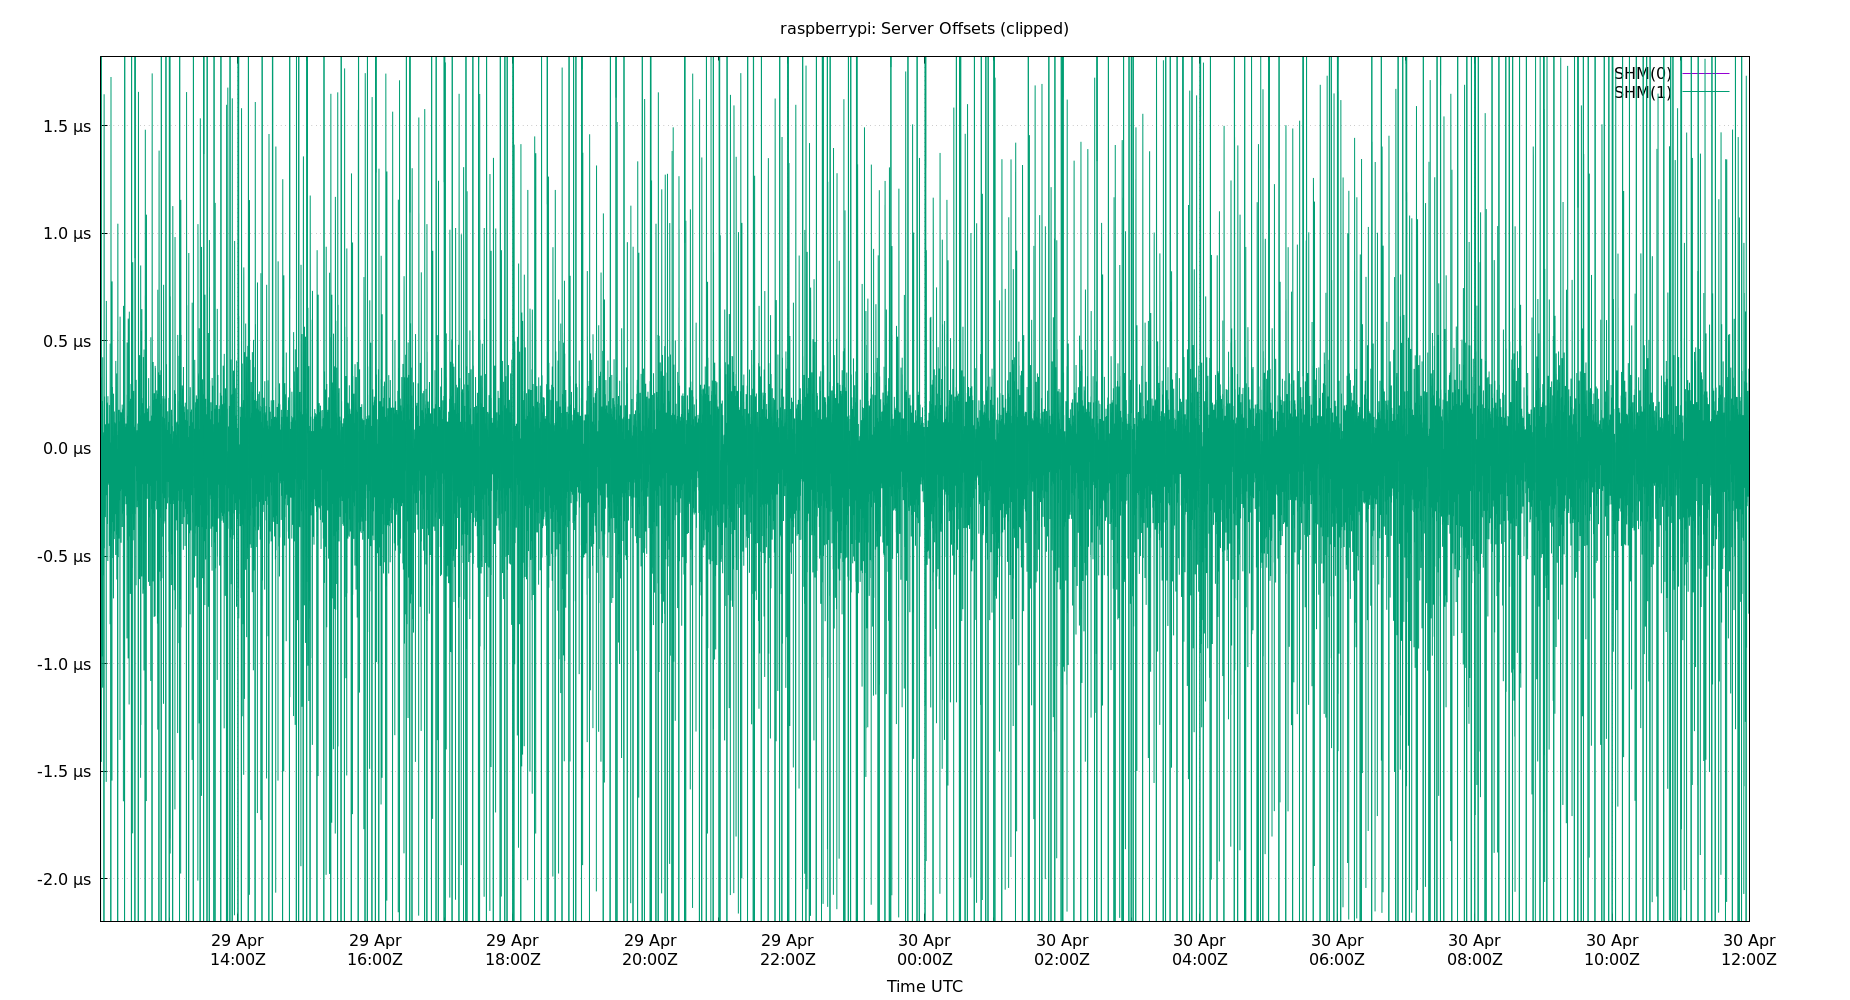 raspberrypi: Server Offsets (clipped)
SHM(0)
SHM(1)
1.5 µs
1.0 µs
0.5 µs
0.0 µs
-0.5 µs
-1.0 µs
-1.5 µs
-2.0 µs
29 Apr 29 Apr 29 Apr 29 Apr 29 Apr 30 Apr 30 Apr 30 Apr 30 Apr 30 Apr 30 Apr 30 Apr
14:00Z 16:00Z 18:00Z 20:00Z 22:00Z 00:00Z 02:00Z 04:00Z 06:00Z 08:00Z 10:00Z 12:00Z
Time UTC